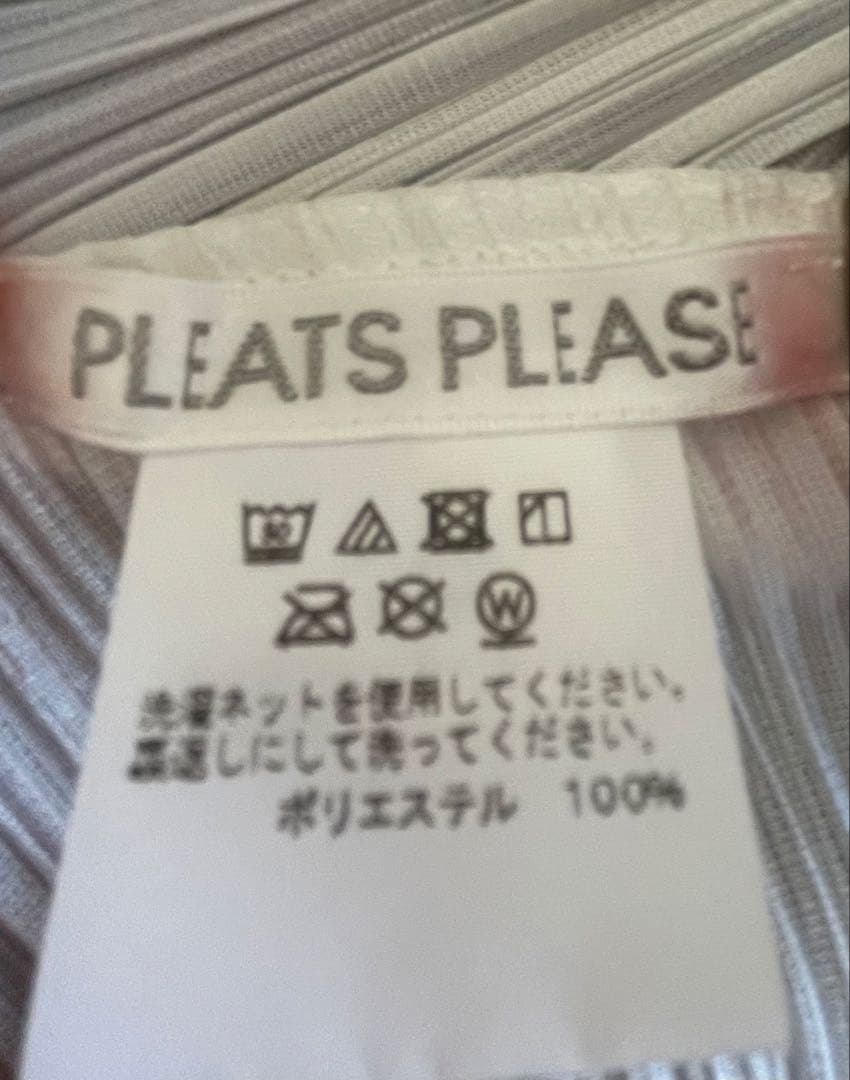 PLEATS PLEASE
30
W
洗濯ネットを使用してください。
裏返しにして洗ってください。
ポリエステル 100%